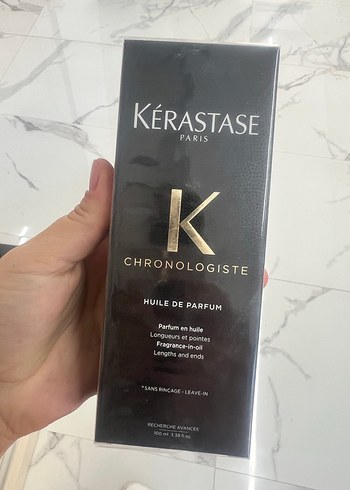 KÉRASTASE
PARIS
K
CHRONOLOGISTE
HUILE DE PARFUM
Parfum en huile
Longueurs et pointes
Fragrance-in-oil
Lengths and ends
*SANS RINÇAGE - LEAVE-IN
RECHERCHE AVANCÉE
100 ml 3.38 fl.oz